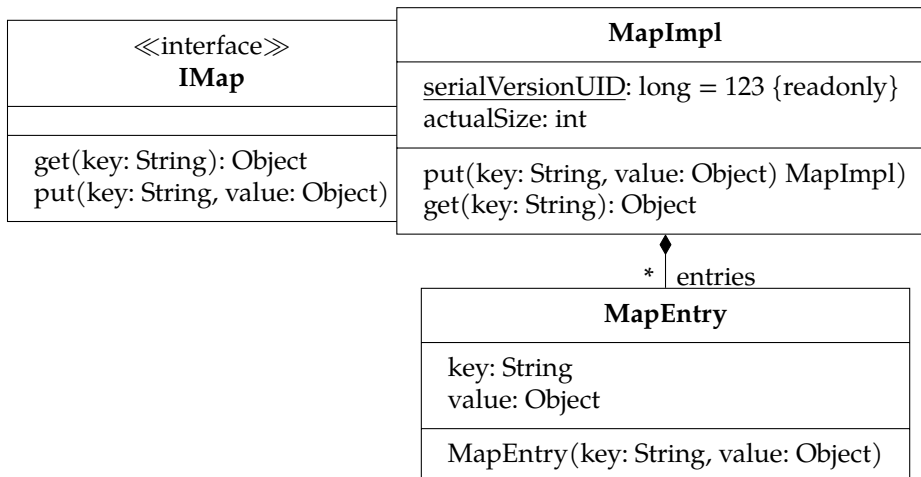 ≪interface≫
IMap
get(key: String): Object
put(key: String, value: Object)
MapImpl
serialVersionUID: long = 123 {readonly}
actualSize: int
put(key: String, value: Object) MapImpl)
get(key: String): Object
* entries
MapEntry
key: String
value: Object
MapEntry(key: String, value: Object)